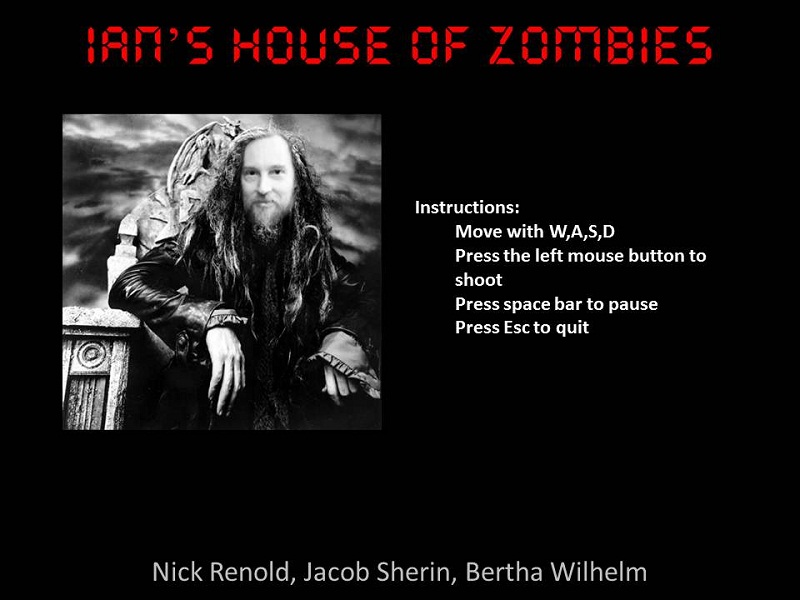 IAN'S HOUSE OF ZOMBIES
Instructions:
Move with W,A,S,D
Press the left mouse button to
shoot
Press space bar to pause
Press Esc to quit
Nick Renold, Jacob Sherin, Bertha Wilhelm